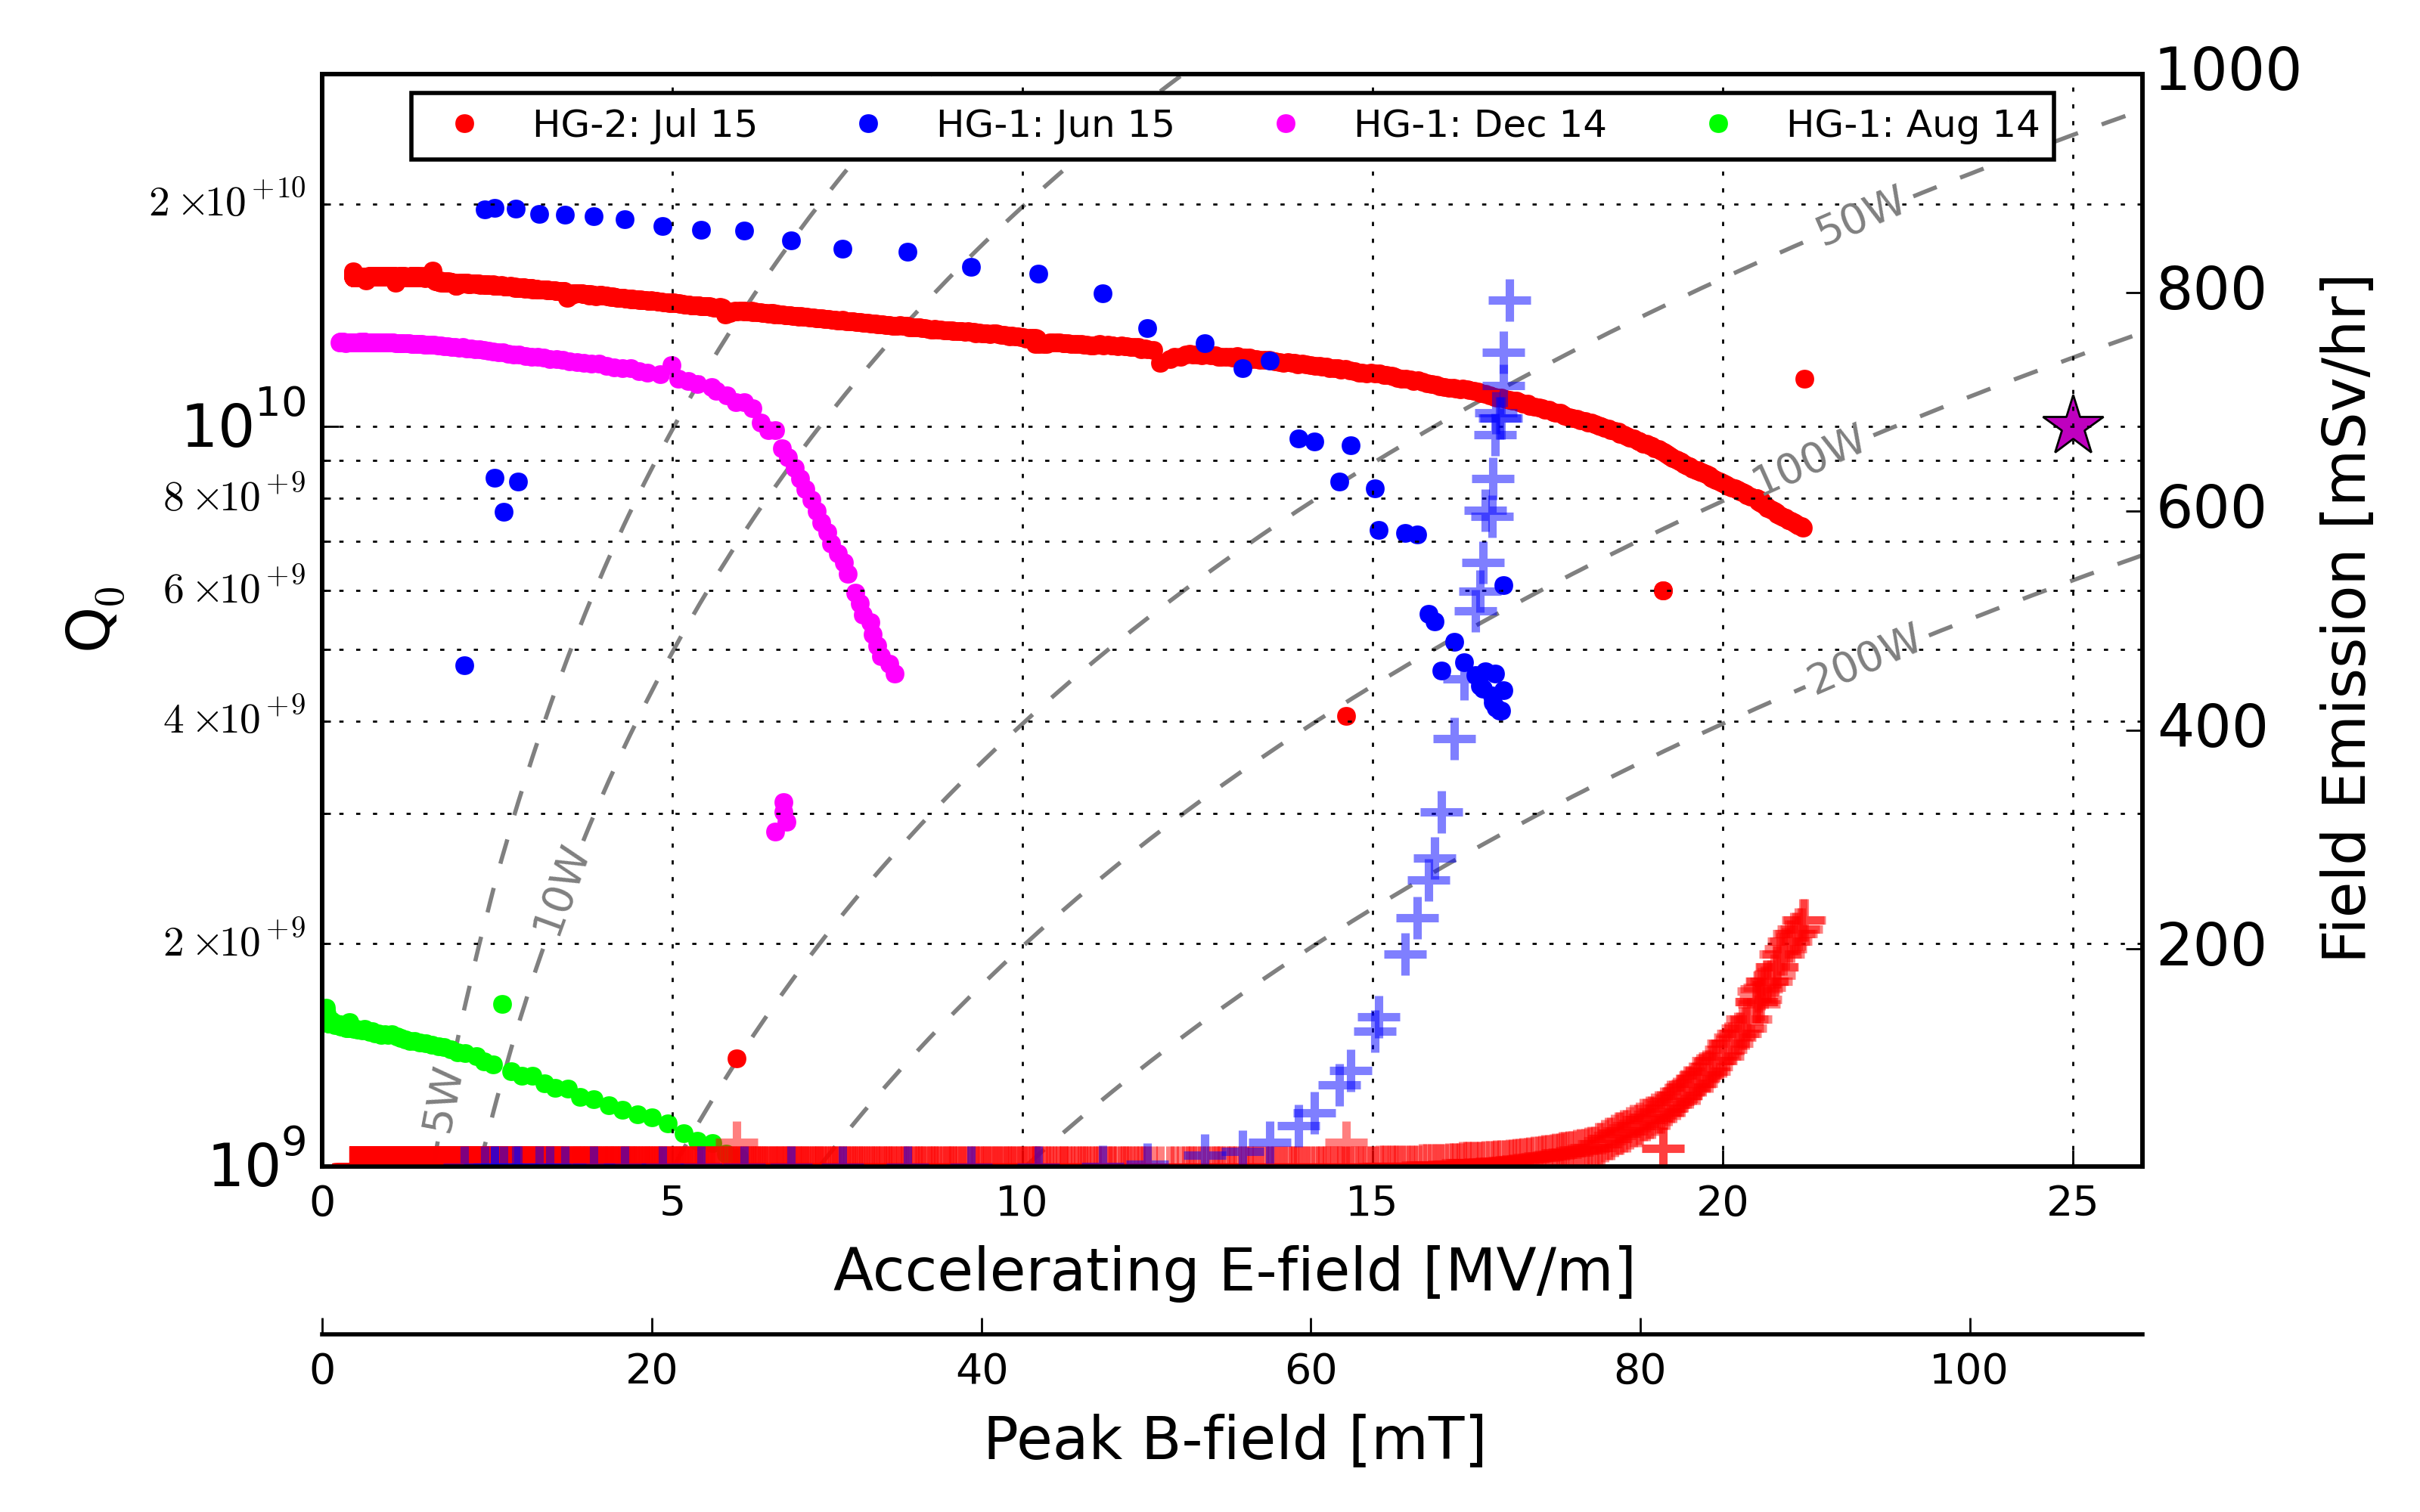 HG-2: Jul 15 HG-1: Jun 15 HG-1: Dec 14 HG-1: Aug 14
1000
2 ×10^{+10}
50W
800
10^{10}
100W
8 ×10^{+9}
600
6 ×10^{+9}
Q_0
Field Emission [mSv/hr]
200W
4 ×10^{+9}
400
10W
2 ×10^{+9}
200
5W
10^9
0 5 10 15 20 25
Accelerating E-field [MV/m]
0 20 40 60 80 100
Peak B-field [mT]